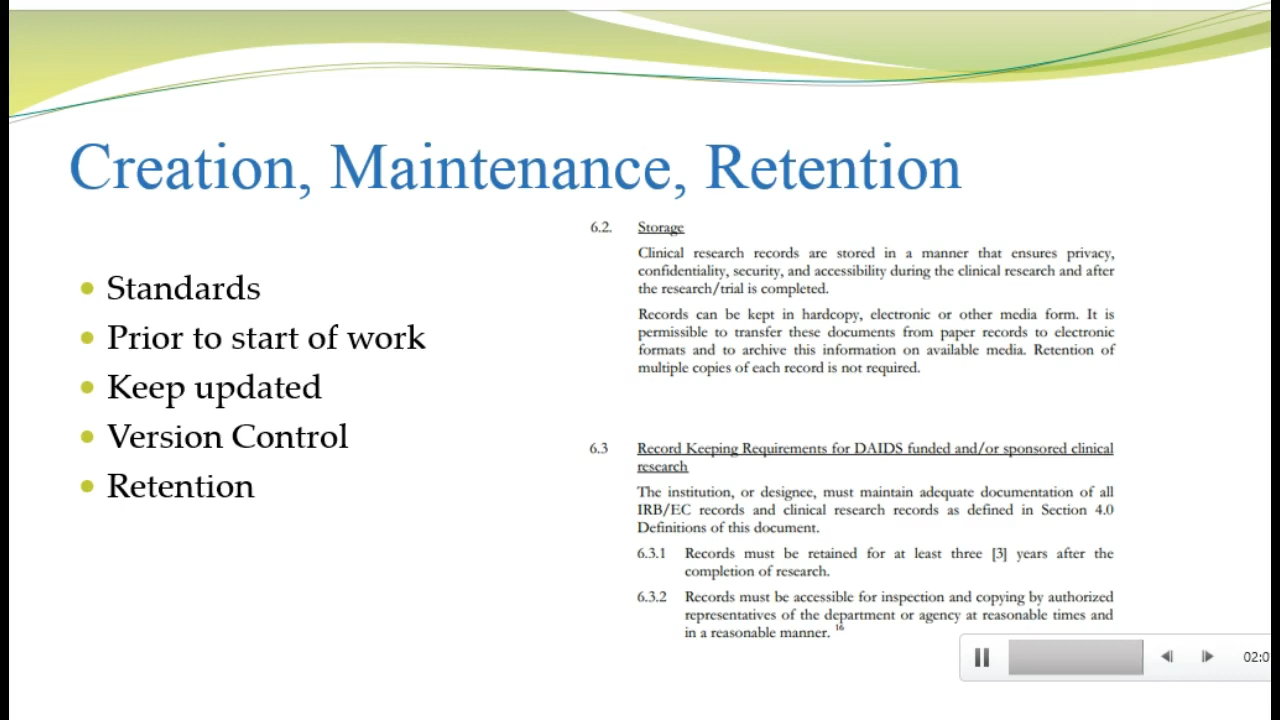 Creation, Maintenance, Retention
Standards
Prior to start of work
Keep updated
Version Control
Retention
6.2. Storage
Clinical research records are stored in a manner that ensures privacy,
confidentiality, security, and accessibility during the clinical research and after
the research/trial is completed.
Records can be kept in hardcopy, electronic or other media form. It is
permissible to transfer these documents from paper records to electronic
formats and to archive this information on available media. Retention of
multiple copies of each record is not required.
6.3 Record Keeping Requirements for DAIDS funded and/or sponsored clinical
research
The institution, or designee, must maintain adequate documentation of all
IRB/EC records and clinical research records as defined in Section 4.0
Definitions of this document.
6.3.1 Records must be retained for at least three [3] years after the
completion of research.
6.3.2 Records must be accessible for inspection and copying by authorized
representatives of the department or agency at reasonable times and
in a reasonable manner. 16
02:0